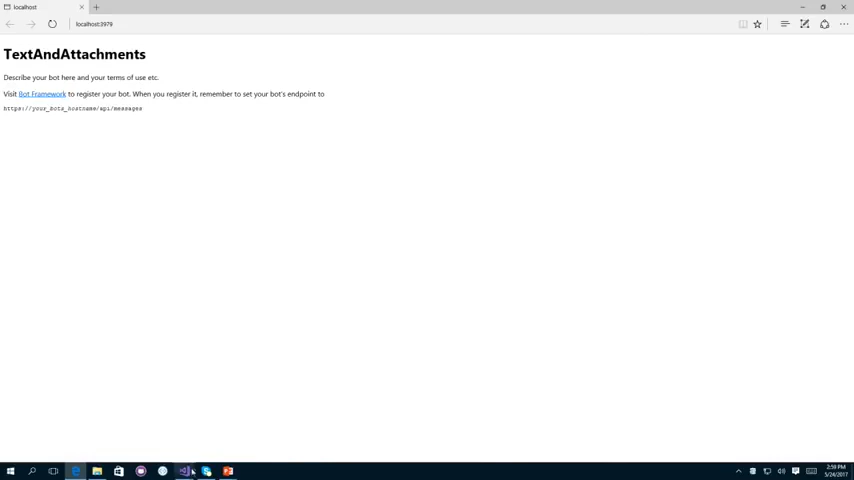 localhost
localhost:3979
TextAndAttachments
Describe your bot here and your terms of use etc.
Visit Bot Framework to register your bot. When you register it, remember to set your bot's endpoint to
https://your_bots_hostname/api/messages
2:59 PM
5/24/2017